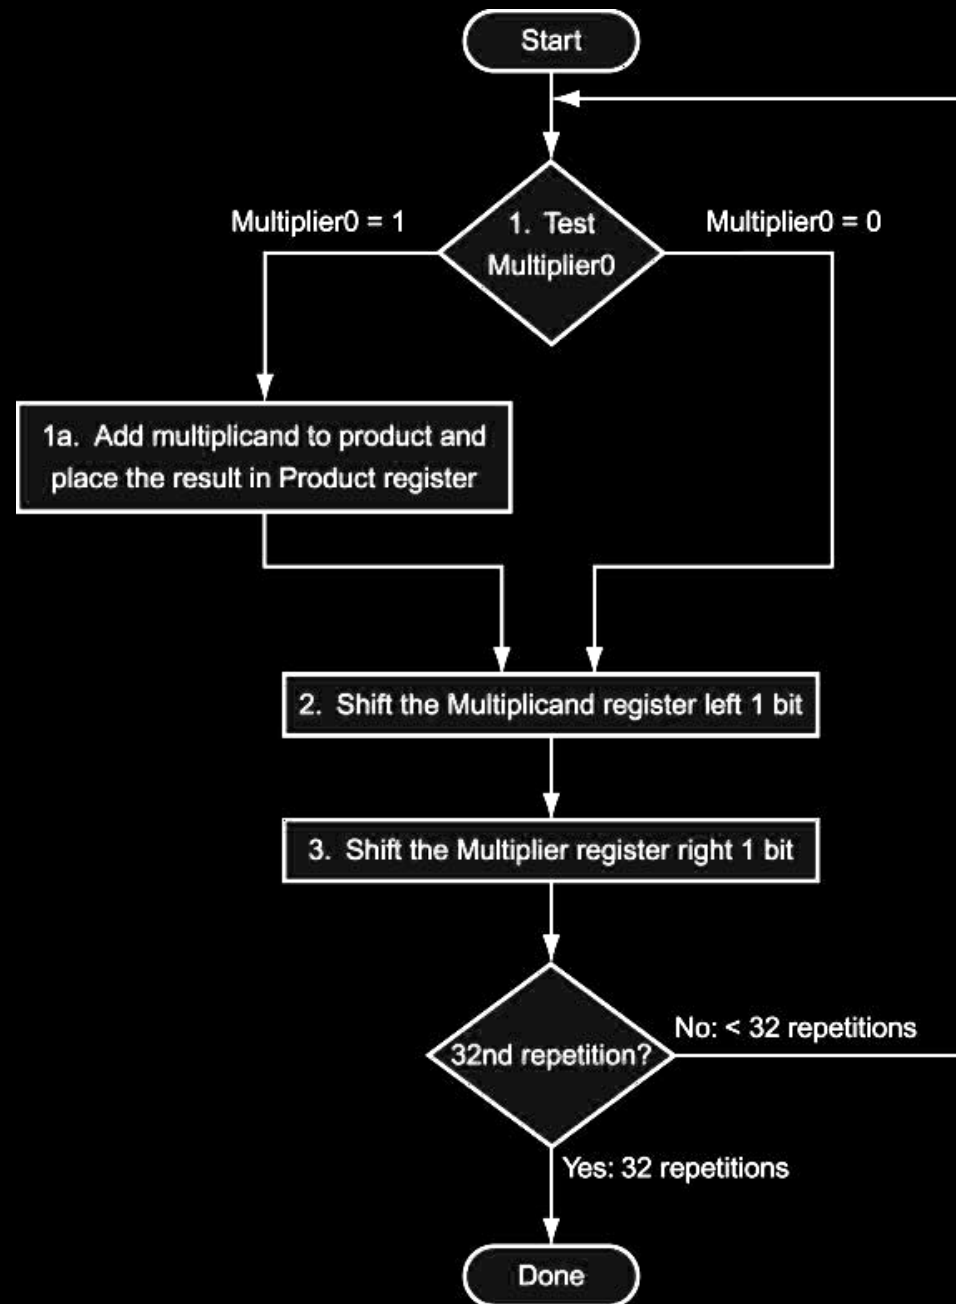 Start
Multiplier0 = 1
1. Test
Multiplier0
Multiplier0 = 0
1a. Add multiplicand to product and
place the result in Product register
2. Shift the Multiplicand register left 1 bit
3. Shift the Multiplier register right 1 bit
32nd repetition?
No: < 32 repetitions
Yes: 32 repetitions
Done